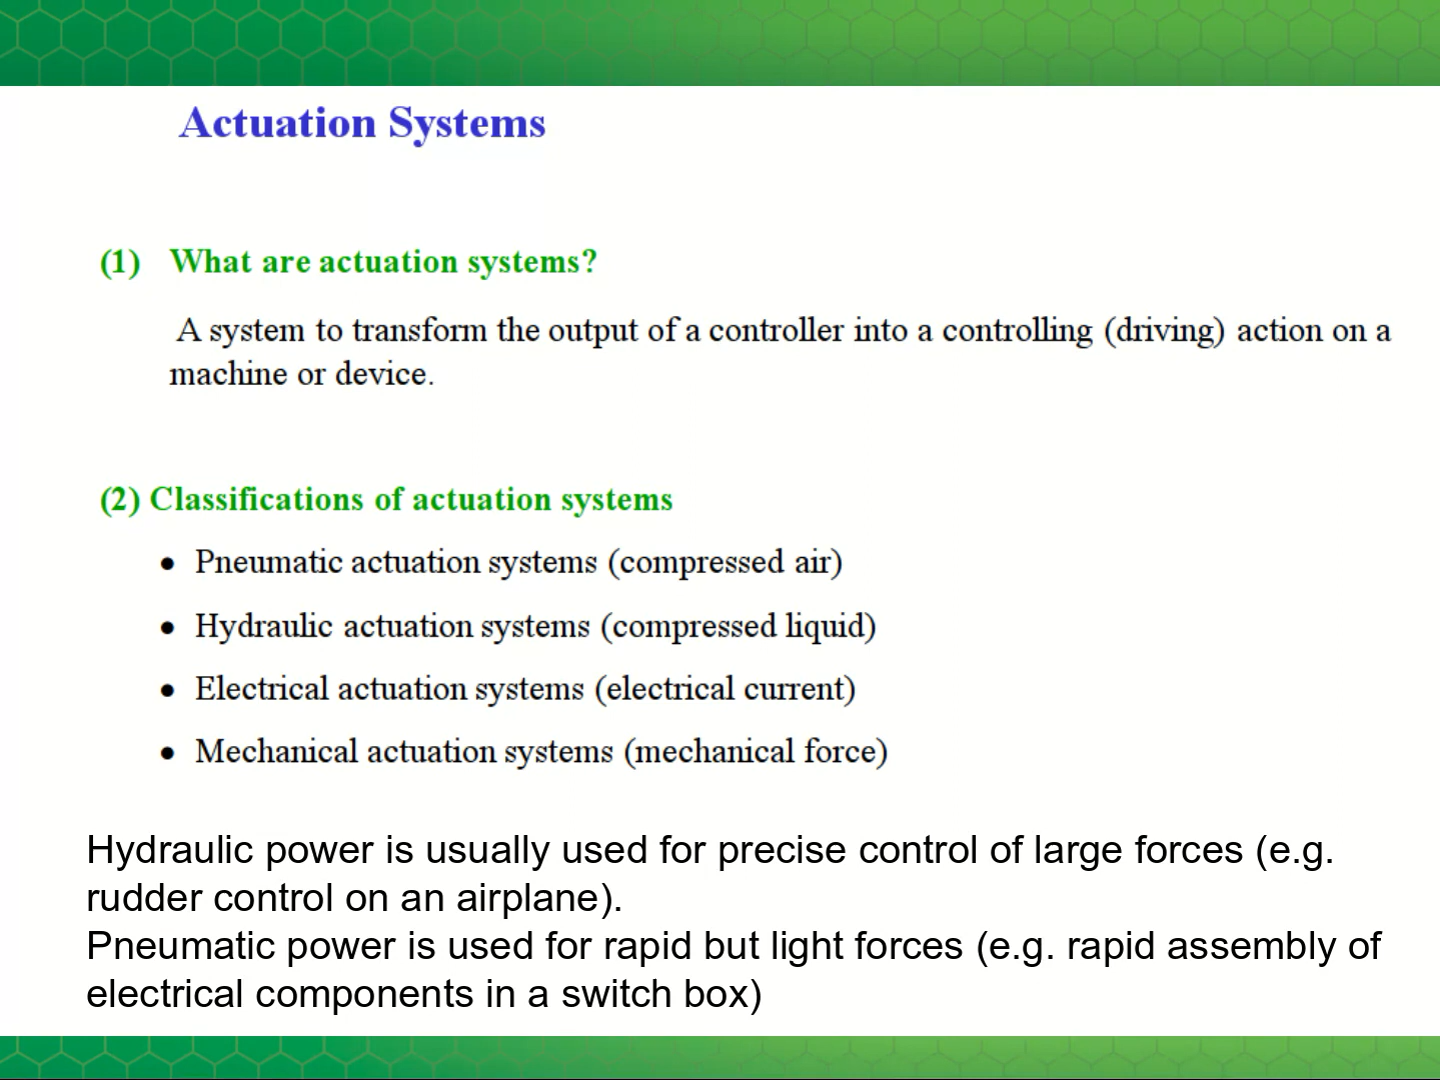 Actuation Systems
(1) What are actuation systems?
A system to transform the output of a controller into a controlling (driving) action on a
machine or device.
(2) Classifications of actuation systems
• Pneumatic actuation systems (compressed air)
• Hydraulic actuation systems (compressed liquid)
• Electrical actuation systems (electrical current)
• Mechanical actuation systems (mechanical force)
Hydraulic power is usually used for precise control of large forces (e.g.
rudder control on an airplane).
Pneumatic power is used for rapid but light forces (e.g. rapid assembly of
electrical components in a switch box)